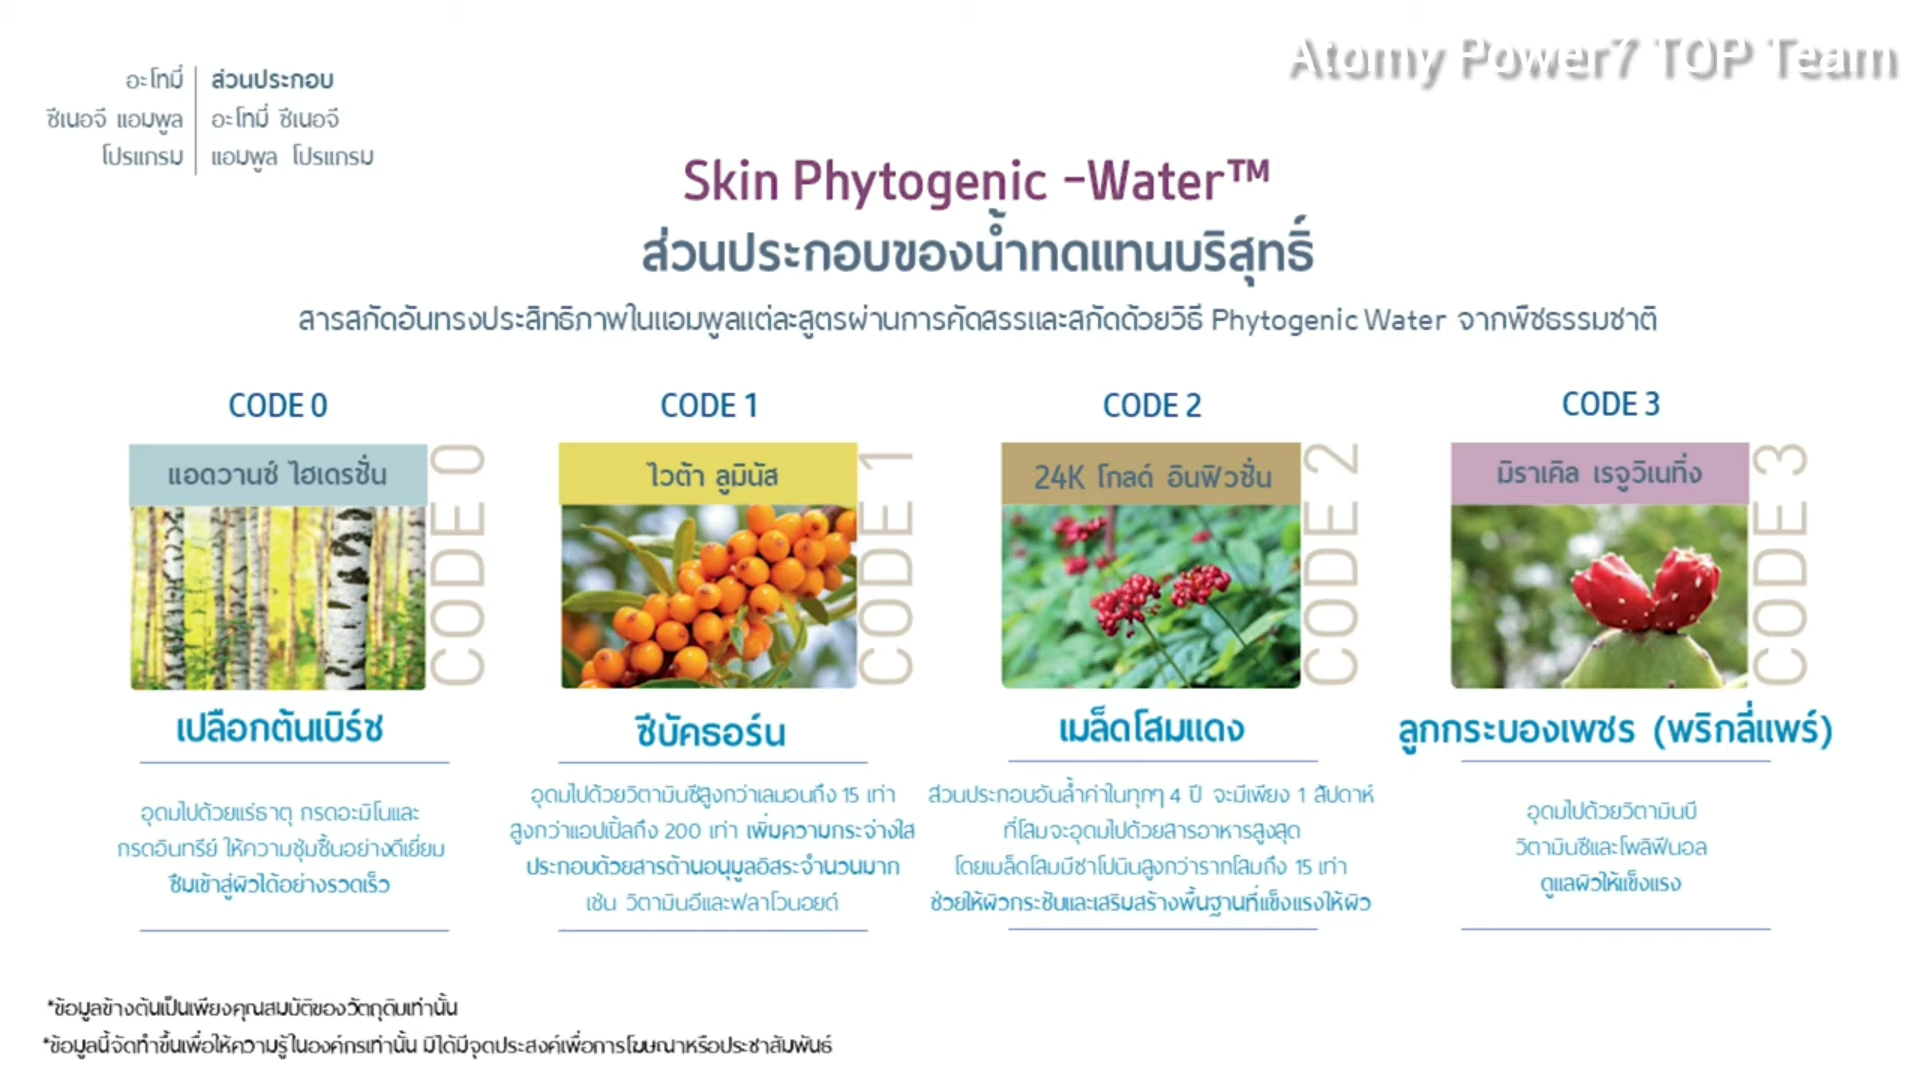 Atomy Power7 TOP Team
อะโทมี่
ซีเนอจี แอมพูล
โปรแกรม
ส่วนประกอบ
อะโทมี่ ซีเนอจี
แอมพูล โปรแกรม
Skin Phytogenic -Water™
ส่วนประกอบของน้ำทดแทนบริสุทธิ์
สารสกัดอันทรงประสิทธิภาพในแอมพูลแต่ละสูตรผ่านการคัดสรรและสกัดด้วยวิธี Phytogenic Water จากพืชธรรมชาติ
CODE 0
แอดวานซ์ ไฮเดรชั่น
CODE 0
เปลือกต้นเบิร์ช
อุดมไปด้วยแร่ธาตุ กรดอะมิโนและ
กรดอินทรีย์ ให้ความชุ่มชื้นอย่างดีเยี่ยม
ซึมเข้าสู่ผิวได้อย่างรวดเร็ว
CODE 1
ไวต้า ลูมินัส
CODE 1
ซีบัคธอร์น
อุดมไปด้วยวิตามินซีสูงกว่าเลมอนถึง 15 เท่า
สูงกว่าแอปเปิ้ลถึง 200 เท่า เพิ่มความกระจ่างใส
ประกอบด้วยสารต้านอนุมูลอิสระจำนวนมาก
เช่น วิตามินอีและฟลาโวนอยด์
CODE 2
24K โกลด์ อินฟิวชั่น
CODE 2
เมล็ดโสมแดง
ส่วนประกอบอันล้ำค่าในทุกๆ 4 ปี จะมีเพียง 1 สัปดาห์
ที่โสมจะอุดมไปด้วยสารอาหารสูงสุด
โดยเมล็ดโสมมีซาโปนินสูงกว่ารากโสมถึง 15 เท่า
ช่วยให้ผิวกระชับและเสริมสร้างพื้นฐานที่แข็งแรงให้ผิว
CODE 3
มิราเคิล เรจูวิเนทิ่ง
CODE 3
ลูกกระบองเพชร (พริกลี่แพร์)
อุดมไปด้วยวิตามินบี
วิตามินซีและโพลิฟีนอล
ดูแลผิวให้แข็งแรง
*ข้อมูลข้างต้นเป็นเพียงคุณสมบัติของวัตถุดิบเท่านั้น
*ข้อมูลนี้จัดทำขึ้นเพื่อให้ความรู้ในองค์กรเท่านั้น มิได้มีจุดประสงค์เพื่อการโฆษณาหรือประชาสัมพันธ์